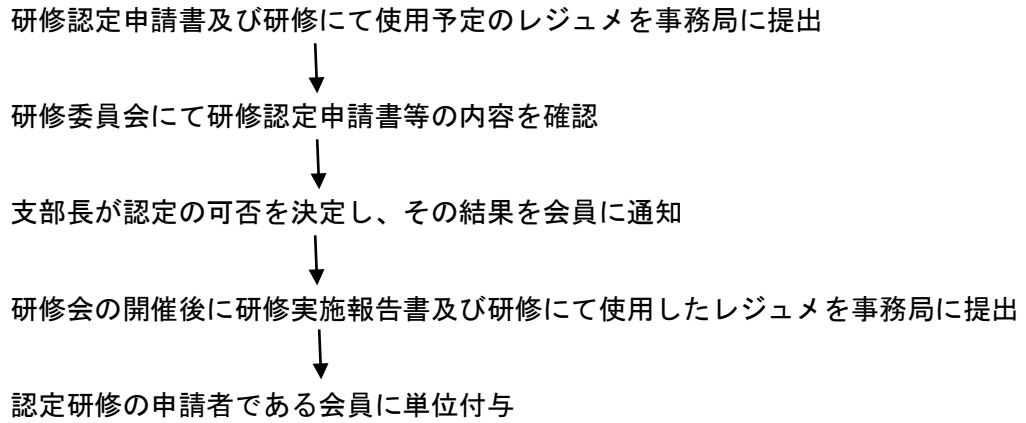 研修認定申請書及び研修にて使用予定のレジュメを事務局に提出
研修委員会にて研修認定申請書等の内容を確認
支部長が認定の可否を決定し、その結果を会員に通知
研修会の開催後に研修実施報告書及び研修にて使用したレジュメを事務局に提出
認定研修の申請者である会員に単位付与